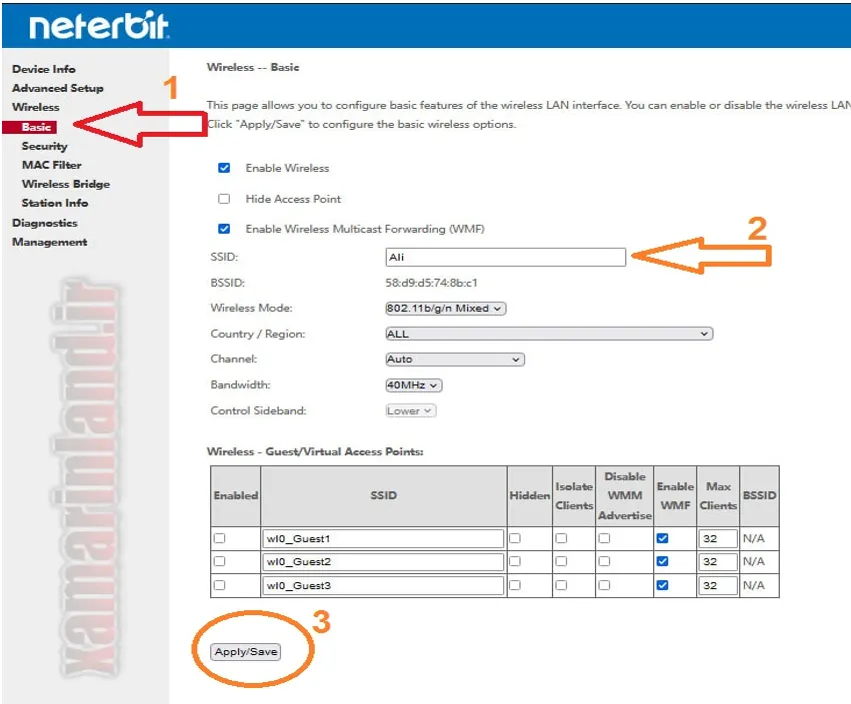 neterbit
Device Info
Advanced Setup
Wireless
Basic
Security
MAC Filter
Wireless Bridge
Station Info
Diagnostics
Management
1
Wireless -- Basic
This page allows you to configure basic features of the wireless LAN interface. You can enable or disable the wireless LAN
Click "Apply/Save" to configure the basic wireless options.
Enable Wireless
Hide Access Point
Enable Wireless Multicast Forwarding (WMF)
2
SSID: Ali
BSSID: 58:d9:d5:74:8b:c1
Wireless Mode: 802.11b/g/n Mixed
Country / Region: ALL
Channel: Auto
Bandwidth: 40MHz
Control Sideband: Lower
Wireless - Guest/Virtual Access Points:
Enabled SSID Hidden Isolate Clients Disable WMM Advertise Enable WMF Max Clients BSSID
wl0_Guest1 32 N/A
wl0_Guest2 32 N/A
wl0_Guest3 32 N/A
3
Apply/Save
xamarinland.ir